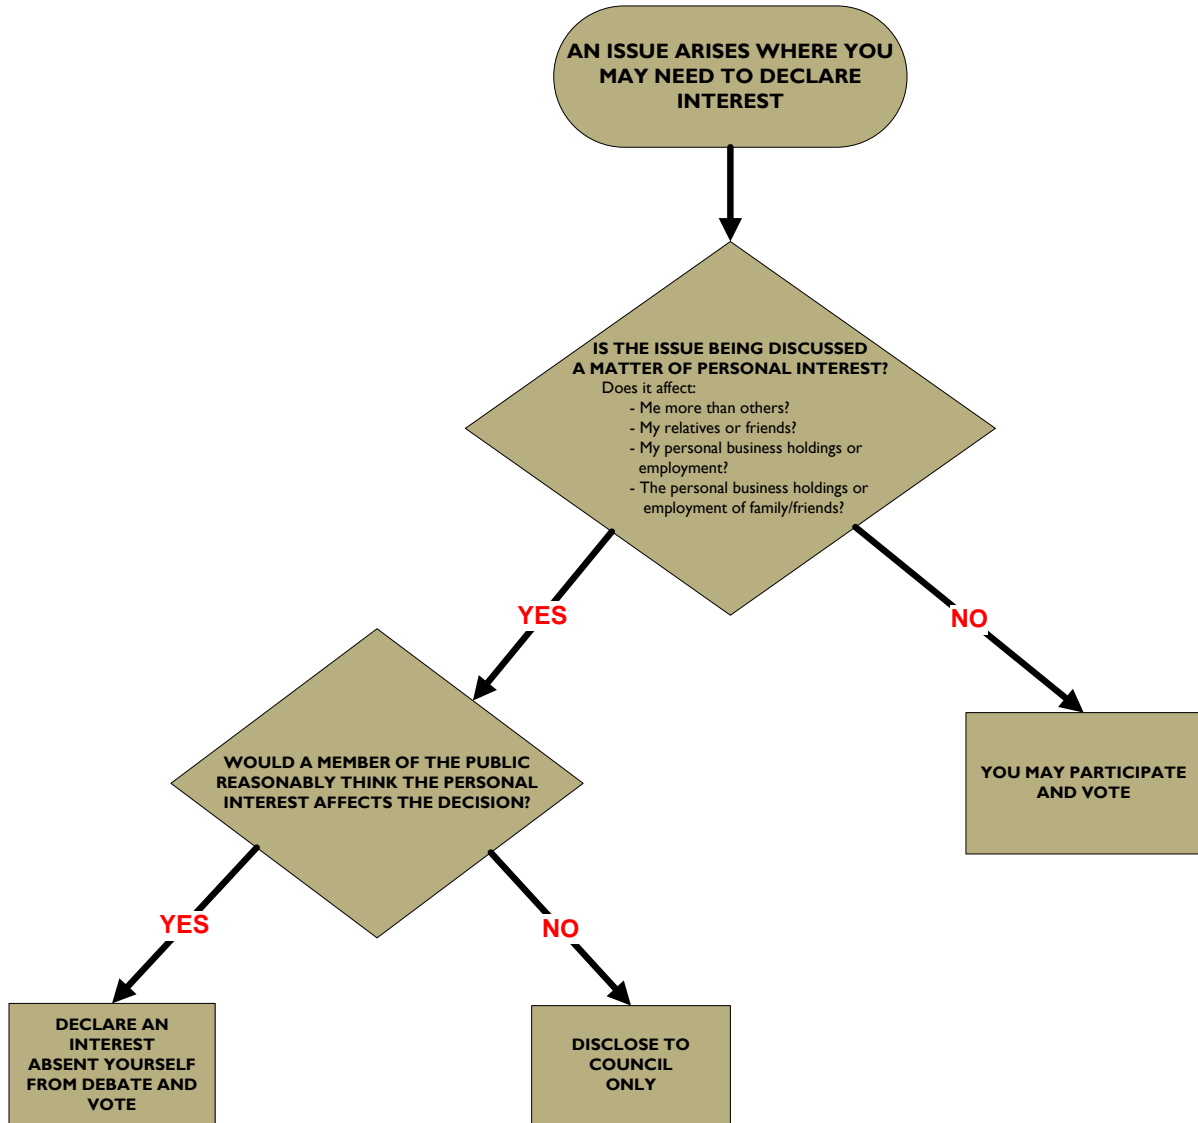 AN ISSUE ARISES WHERE YOU
MAY NEED TO DECLARE
INTEREST
IS THE ISSUE BEING DISCUSSED
A MATTER OF PERSONAL INTEREST?
Does it affect:
- Me more than others?
- My relatives or friends?
- My personal business holdings or
employment?
- The personal business holdings or
employment of family/friends?
YES
NO
WOULD A MEMBER OF THE PUBLIC
REASONABLY THINK THE PERSONAL
INTEREST AFFECTS THE DECISION?
YOU MAY PARTICIPATE
AND VOTE
YES
NO
DECLARE AN
INTEREST
ABSENT YOURSELF
FROM DEBATE AND
VOTE
DISCLOSE TO
COUNCIL
ONLY